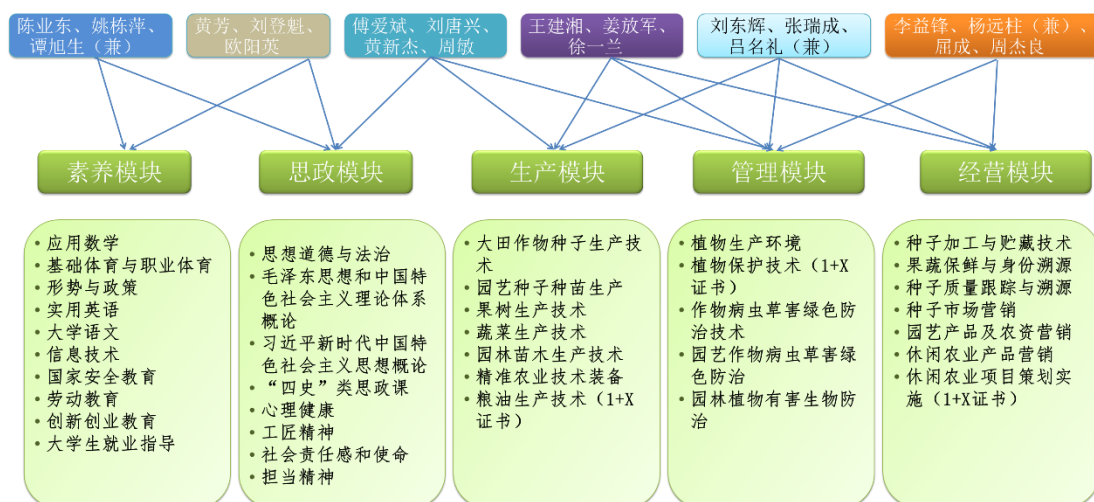 陈业东、姚栋萍、
谭旭生（兼）
黄芳、刘登魁、
欧阳英
傅爱斌、刘唐兴、
黄新杰、周敏
王建湘、姜放军、
徐一兰
刘东辉、张瑞成、
吕名礼（兼）
李益锋、杨远柱（兼）、
屈成、周杰良
素养模块
思政模块
生产模块
管理模块
经营模块
• 应用数学
• 基础体育与职业体育
• 形势与政策
• 实用英语
• 大学语文
• 信息技术
• 国家安全教育
• 劳动教育
• 创新创业教育
• 大学生就业指导
• 思想道德与法治
• 毛泽东思想和中国特
色社会主义理论体系
概论
• 习近平新时代中国特
色社会主义思想概论
• “四史”类思政课
• 心理健康
• 工匠精神
• 社会责任感和使命
• 担当精神
• 大田作物种子生产技
术
• 园艺种子种苗生产
• 果树生产技术
• 蔬菜生产技术
• 园林苗木生产技术
• 精准农业技术装备
• 粮油生产技术（1+X
证书）
• 植物生产环境
• 植物保护技术（1+X
证书）
• 作物病虫草害绿色防
治技术
• 园艺作物病虫草害绿
色防治
• 园林植物有害生物防
治
• 种子加工与贮藏技术
• 果蔬保鲜与身份溯源
• 种子质量跟踪与溯源
• 种子市场营销
• 园艺产品及农资营销
• 休闲农业产品营销
• 休闲农业项目策划实
施（1+X证书）